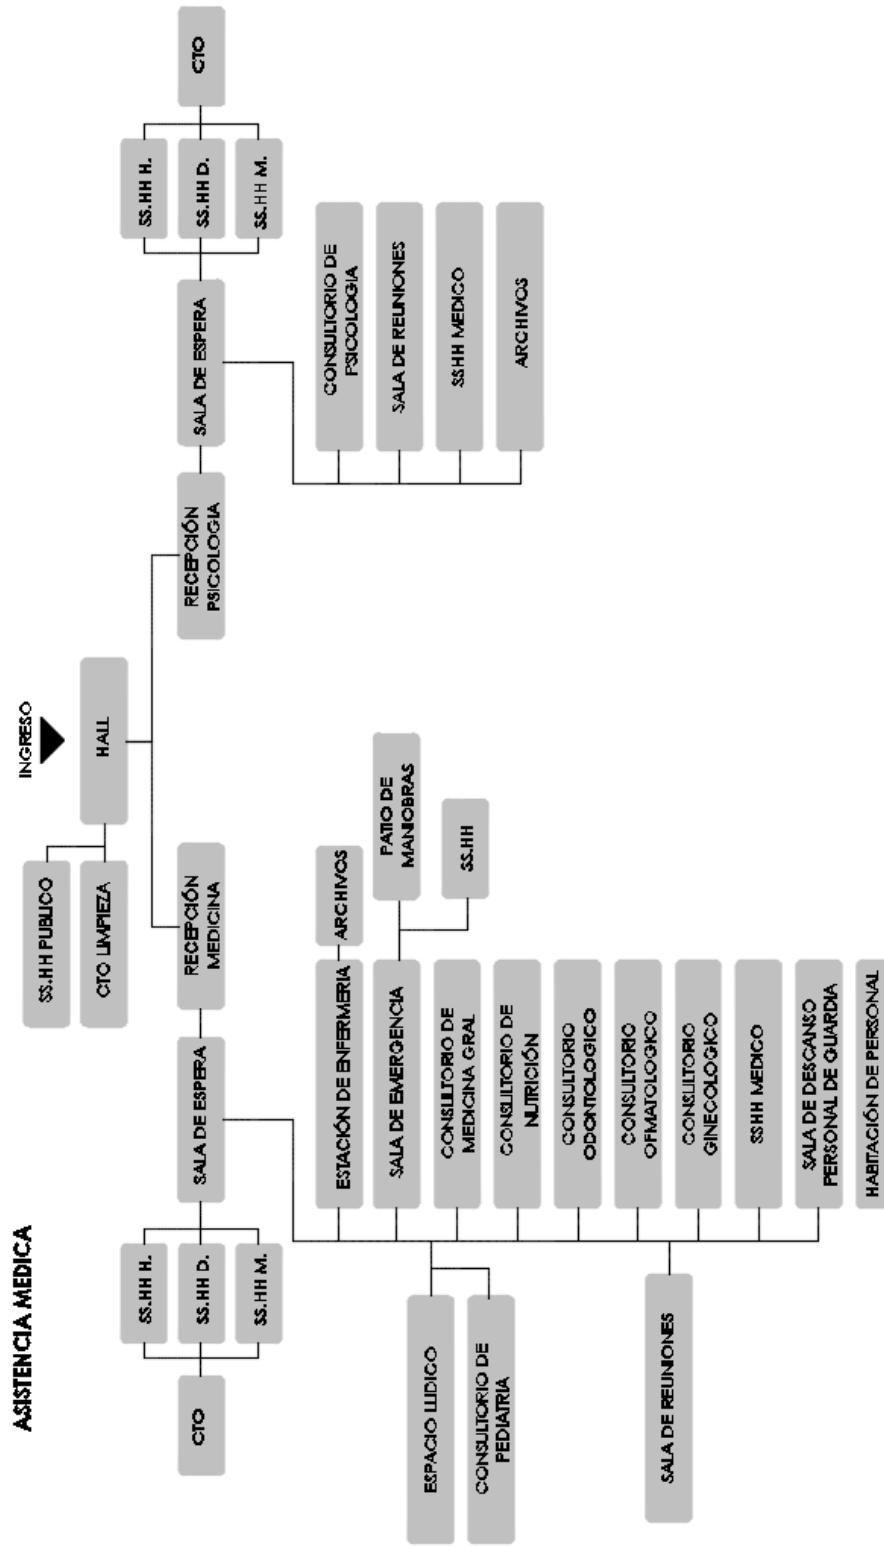 ASISTENCIA MEDICA
INGRESO
HALL
SS.HH PUBLICO
CTO LIMPIEZA
RECEPCIÓN
MEDICINA
RECEPCIÓN
PSICOLOGIA
SALA DE ESPERA
SS.HH H.
SS.HH D.
SS.HH M.
CTO
SALA DE ESPERA
SS.HH H.
SS.HH D.
SS.HH M.
CTO
ESTACIÓN DE ENFERMERIA
ARCHIVOS
SALA DE EMERGENCIA
PATIO DE
MANIOBRAS
SS.HH
CONSULTORIO DE
MEDICINA GRAL
CONSULTORIO DE
NUTRICIÓN
CONSULTORIO
ODONTOLOGICO
CONSULTORIO
OFMATOLOGICO
CONSULTORIO
GINECOLOGICO
SSHH MEDICO
SALA DE DESCANSO
PERSONAL DE GUARDIA
HABITACIÓN DE PERSONAL
ESPACIO LUDICO
CONSULTORIO DE
PEDIATRIA
SALA DE REUNIONES
CONSULTORIO DE
PSICOLOGIA
SALA DE REUNIONES
SSHH MEDICO
ARCHIVOS